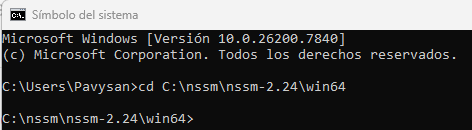 Símbolo del sistema
Microsoft Windows [Versión 10.0.26200.7840]
(c) Microsoft Corporation. Todos los derechos reservados.
C:\Users\Pavysan>cd C:\nssm\nssm-2.24\win64
C:\nssm\nssm-2.24\win64>